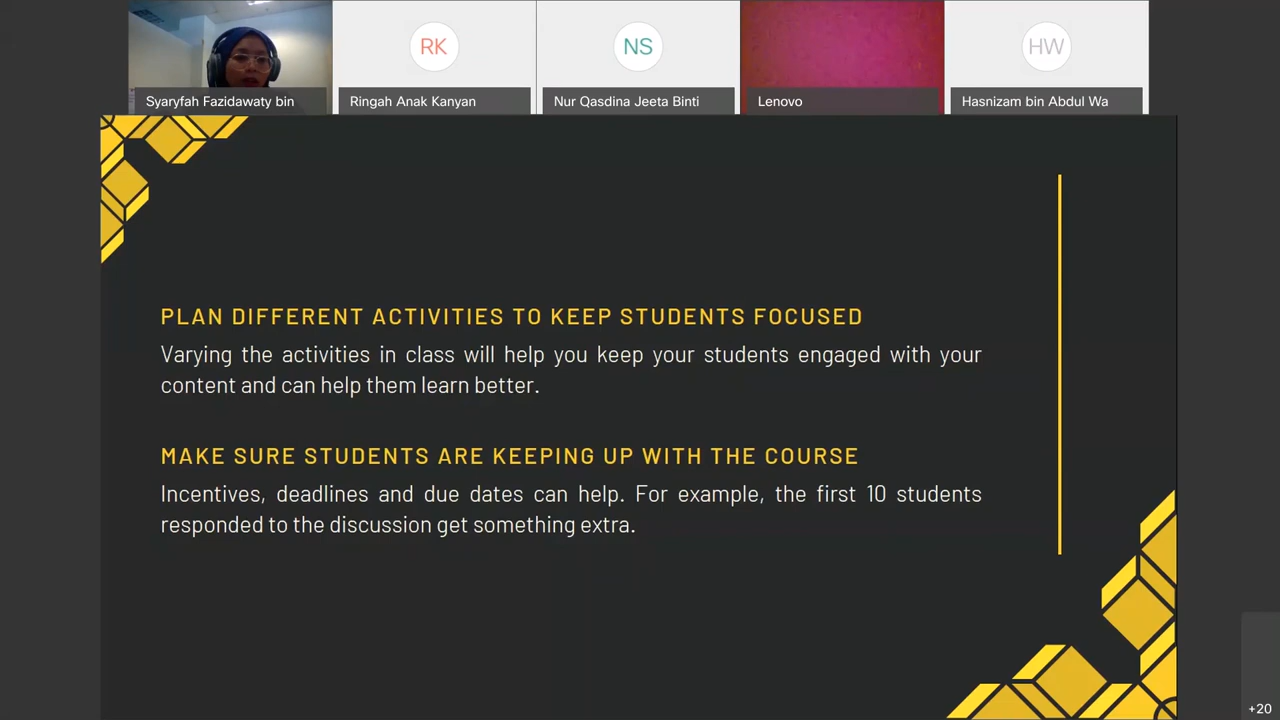 RK
NS
HW
Syaryfah Fazidawaty bin
Ringah Anak Kanyan
Nur Qasdina Jeeta Binti
Lenovo
Hasnizam bin Abdul Wa
PLAN DIFFERENT ACTIVITIES TO KEEP STUDENTS FOCUSED
Varying the activities in class will help you keep your students engaged with your
content and can help them learn better.
MAKE SURE STUDENTS ARE KEEPING UP WITH THE COURSE
Incentives, deadlines and due dates can help. For example, the first 10 students
responded to the discussion get something extra.
+20